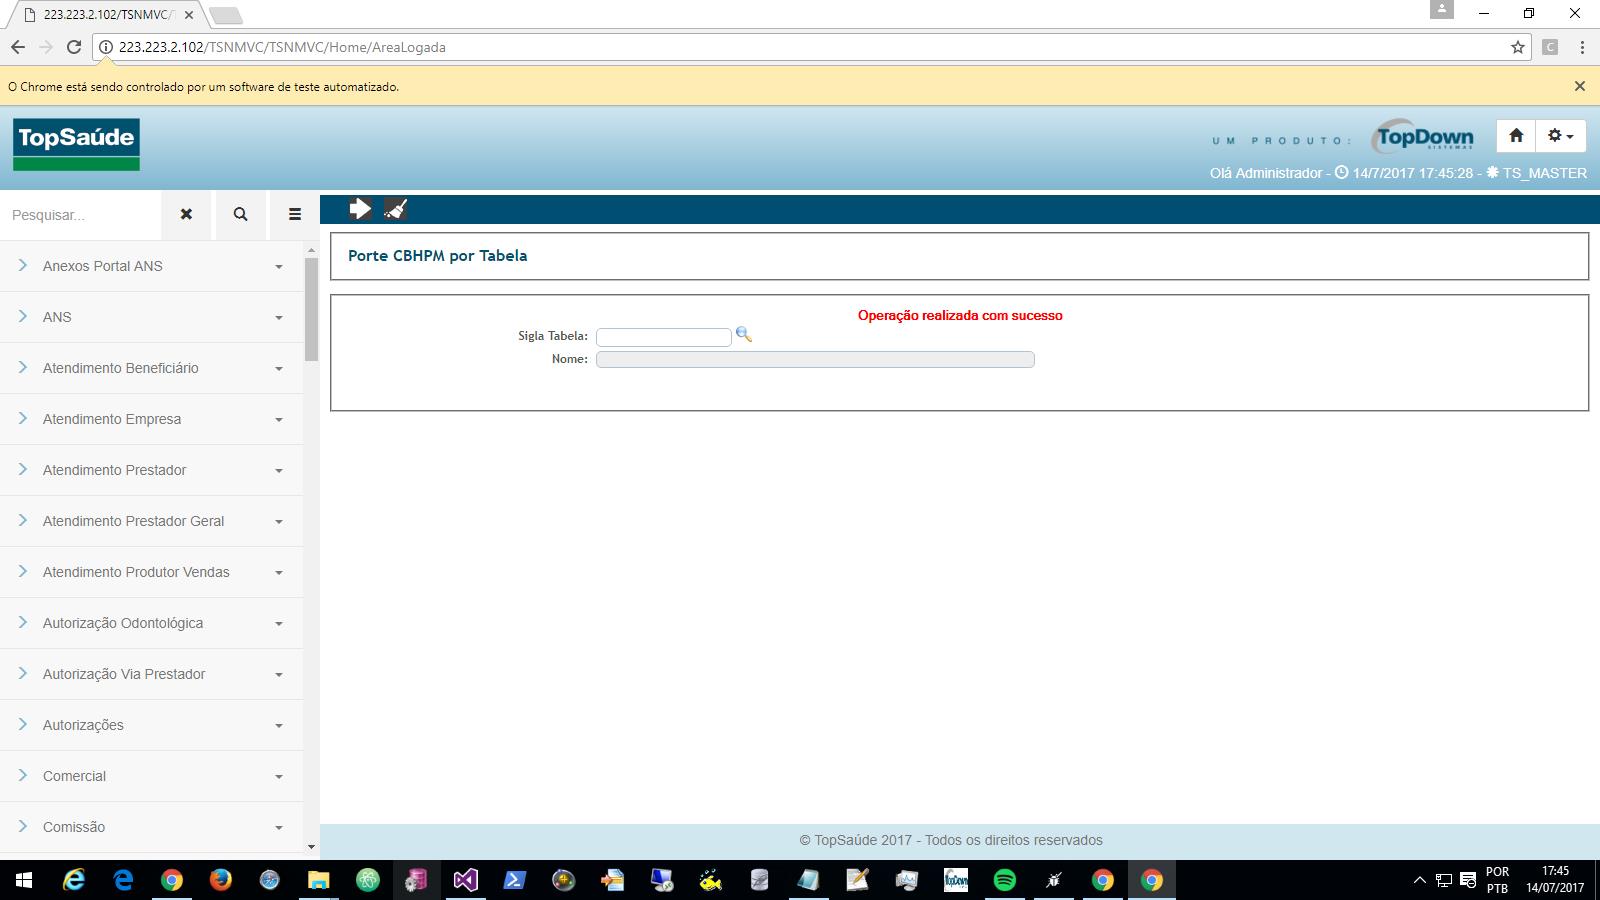 223.223.2.102/TSNMVC/T
223.223.2.102/TSNMVC/TSNMVC/Home/AreaLogada
C
O Chrome está sendo controlado por um software de teste automatizado.
TopSaúde
UM PRODUTO:
TopDown
SISTEMAS
Olá Administrador - 14/7/2017 17:45:28 - TS_MASTER
Pesquisar...
Anexos Portal ANS
ANS
Atendimento Beneficiário
Atendimento Empresa
Atendimento Prestador
Atendimento Prestador Geral
Atendimento Produtor Vendas
Autorização Odontológica
Autorização Via Prestador
Autorizações
Comercial
Comissão
Porte CBHPM por Tabela
Operação realizada com sucesso
Sigla Tabela:
Nome:
© TopSaúde 2017 - Todos os direitos reservados
TopDown
POR
PTB
17:45
14/07/2017